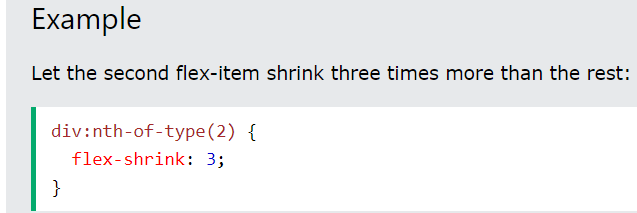 Example
Let the second flex-item shrink three times more than the rest:
div:nth-of-type(2) {
  flex-shrink: 3;
}